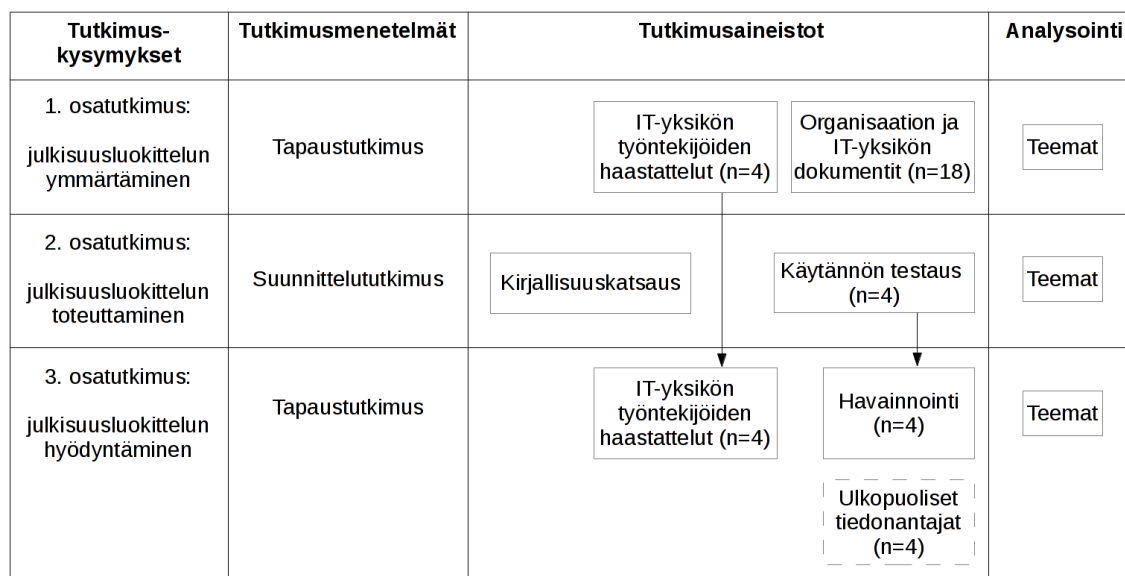 Tutkimus-
kysymykset
Tutkimusmenetelmät
Tutkimusaineistot
Analysointi
1. osatutkimus:
julkisuusluokittelun
ymmärtäminen
Tapaustutkimus
IT-yksikön
työntekijöiden
haastattelut (n=4)
Organisaation ja
IT-yksikön
dokumentit (n=18)
Teemat
2. osatutkimus:
julkisuusluokittelun
toteuttaminen
Suunnittelututkimus
Kirjallisuuskatsaus
Käytännön testaus
(n=4)
Teemat
3. osatutkimus:
julkisuusluokittelun
hyödyntäminen
Tapaustutkimus
IT-yksikön
työntekijöiden
haastattelut (n=4)
Havainnointi
(n=4)
Teemat
Ulkopuoliset
tiedonantajat
(n=4)